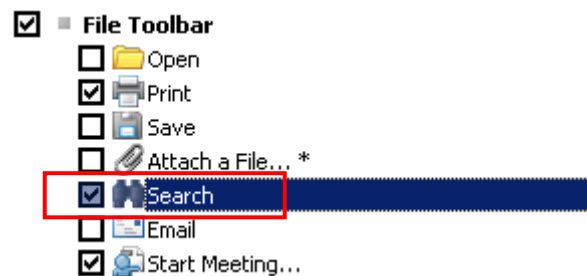 File Toolbar
Open
Print
Save
Attach a File... *
Search
Email
Start Meeting...